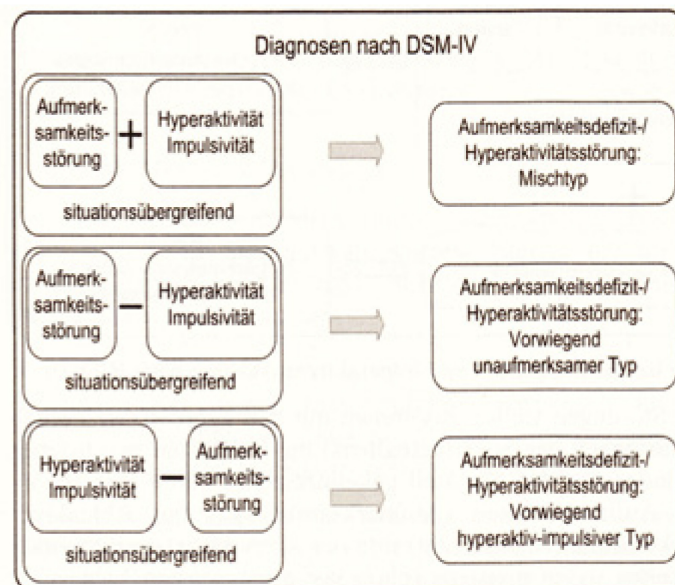 Diagnosen nach DSM-IV
Aufmerk-
samkeits-
störung
+
Hyperaktivität
Impulsivität
situationsübergreifend
Aufmerksamkeitsdefizit-/
Hyperaktivitätsstörung:
Mischtyp
Aufmerk-
samkeits-
störung
–
Hyperaktivität
Impulsivität
situationsübergreifend
Aufmerksamkeitsdefizit-/
Hyperaktivitätsstörung:
Vorwiegend
unaufmerksamer Typ
Hyperaktivität
Impulsivität
–
Aufmerk-
samkeits-
störung
situationsübergreifend
Aufmerksamkeitsdefizit-/
Hyperaktivitätsstörung:
Vorwiegend
hyperaktiv-impulsiver Typ